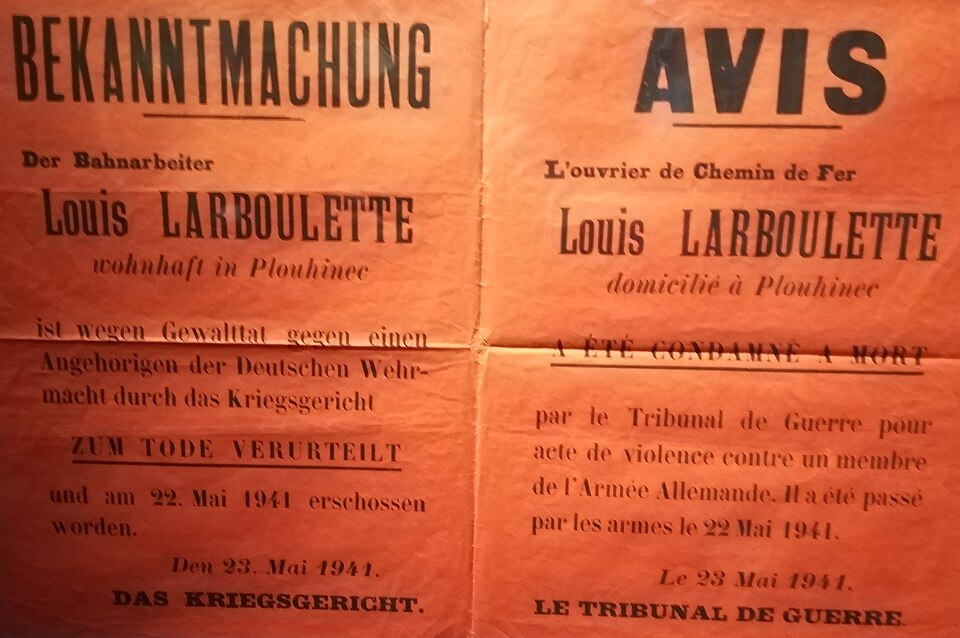 BEKANNTMACHUNG
Der Bahnarbeiter
Louis LARBOULETTE
wohnhaft in Plouhinec
ist wegen Gewalttat gegen einen
Angehorigen der Deutschen Wehr-
macht durch das Kriegsgericht
ZUM TODE VERURTEILT
und am 22. Mai 1941 erschossen
worden.
Den 23. Mai 1941.
DAS KRIEGSGERICHT.
AVIS
L'ouvrier de Chemin de Fer
Louis LARBOULETTE
domicilié à Plouhinec
A ÉTÉ CONDAMNÉ A MORT
par le Tribunal de Guerre pour
acte de violence contre un membre
de l'Armée Allemande. Il a été passé
par les armes le 22 Mai 1941.
Le 23 Mai 1941.
LE TRIBUNAL DE GUERRE